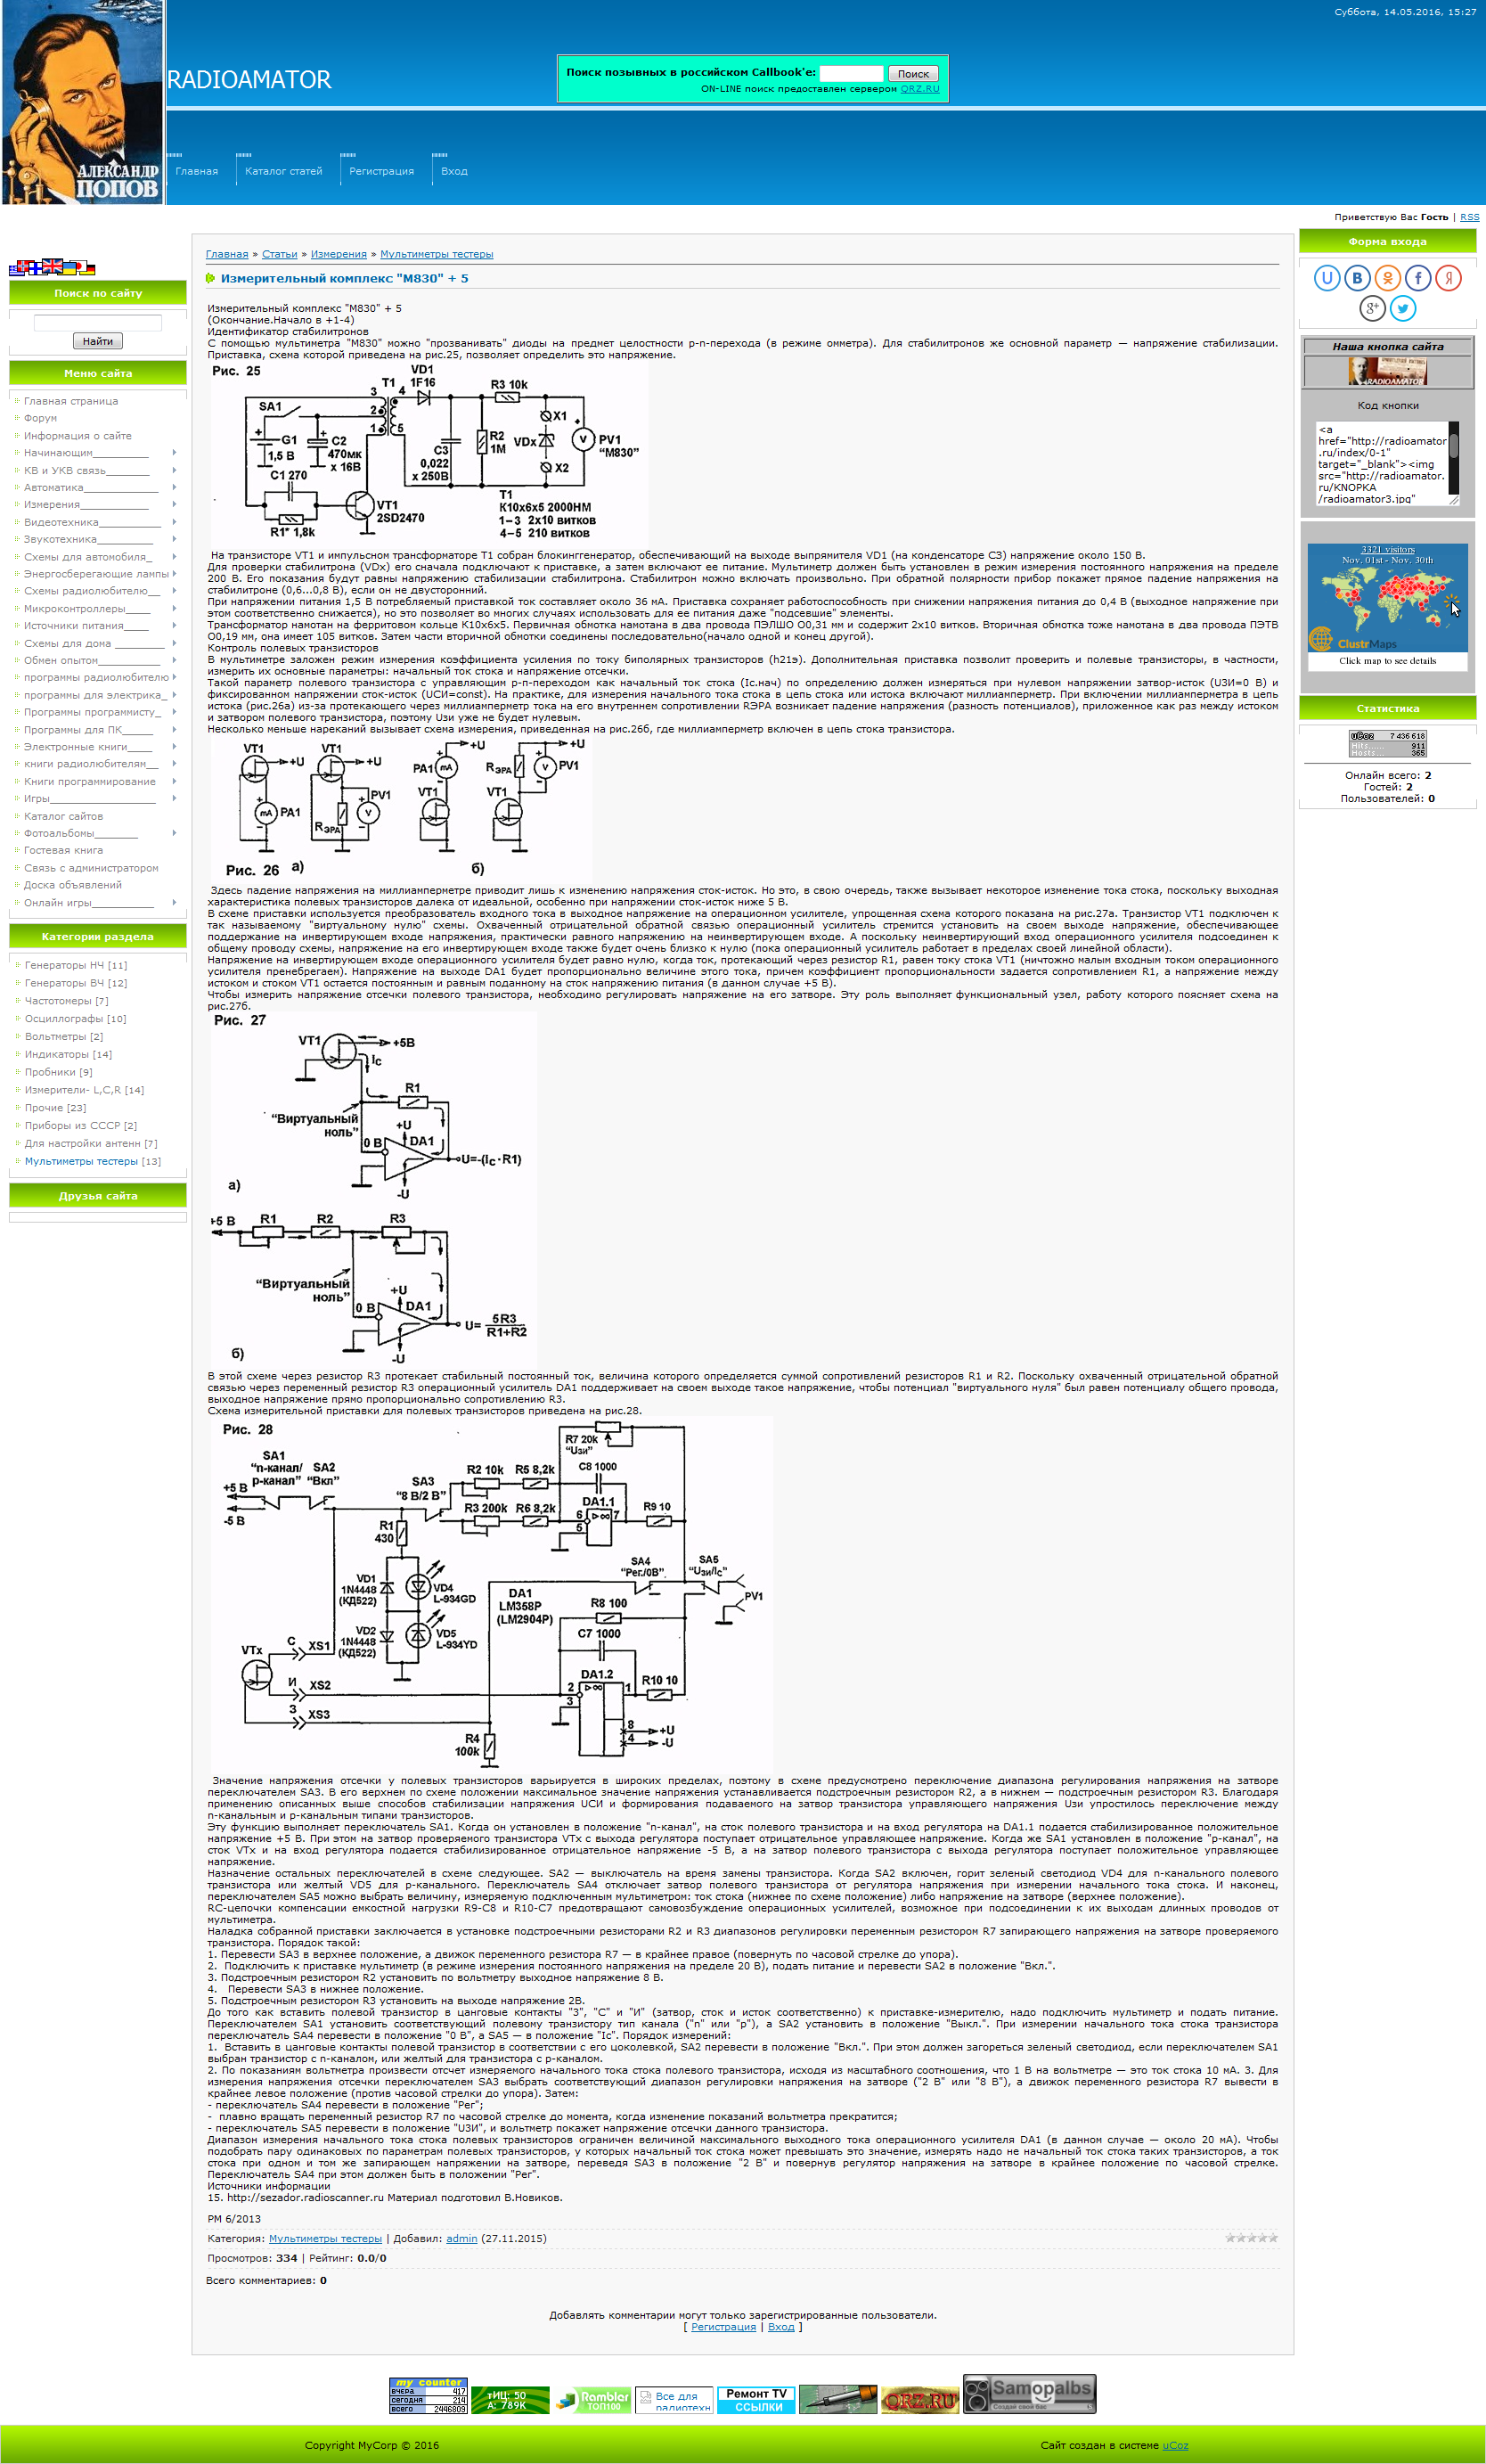 Суббота, 14.05.2016, 15:27
RADIOAMATOR
АЛЕКСАНДР
ПОПОВ
Поиск позывных в российском Callbook'e: Поиск
ON-LINE поиск предоставлен сервером QRZ.RU
Главная
Каталог статей
Регистрация
Вход
Приветствую Вас Гость | RSS
Поиск по сайту
Найти
Меню сайта
Главная страница
Форум
Информация о сайте
Начинающим_________
КВ и УКВ связь_______
Автоматика____________
Измерения___________
Видеотехника__________
Звукотехника_________
Схемы для автомобиля_
Энергосберегающие лампы
Схемы радиолюбителю__
Микроконтроллеры____
Источники питания____
Схемы для дома ________
Обмен опытом__________
программы радиолюбителю
программы для электрика_
Программы программисту_
Программы для ПК_____
Электронные книги____
книги радиолюбителям__
Книги программирование
Игры_________________
Каталог сайтов
Фотоальбомы_______
Гостевая книга
Связь с администратором
Доска объявлений
Онлайн игры__________
Категории раздела
Генераторы НЧ [11]
Генераторы ВЧ [12]
Частотомеры [7]
Осциллографы [10]
Вольтметры [2]
Индикаторы [14]
Пробники [9]
Измерители- L,C,R [14]
Прочие [23]
Приборы из СССР [2]
Для настройки антенн [7]
Мультиметры тестеры [13]
Друзья сайта
Главная » Статьи » Измерения » Мультиметры тестеры
Измерительный комплекс "М830" + 5
Измерительный комплекс "М830" + 5
(Окончание.Начало в +1-4)
Идентификатор стабилитронов
С помощью мультиметра "М830" можно "прозванивать" диоды на предмет целостности p-n-перехода (в режиме омметра). Для стабилитронов же основной параметр — напряжение стабилизации.
Приставка, схема которой приведена на рис.25, позволяет определить это напряжение.
Рис. 25
VD1
1F16
T1
R3 10k
SA1
3
4
2
1
5
G1
1,5 В
C2
470мк
x 16В
C3
0,022
x 250В
R2
1M
VDx
X1
X2
PV1
“M830”
C1 270
R1* 1,8k
VT1
2SD2470
T1
К10х6х5 2000НМ
1–3 2х10 витков
4–5 210 витков
На транзисторе VT1 и импульсном трансформаторе Т1 собран блокингенератор, обеспечивающий на выходе выпрямителя VD1 (на конденсаторе С3) напряжение около 150 В.
Для проверки стабилитрона (VDx) его сначала подключают к приставке, а затем включают ее питание. Мультиметр должен быть установлен в режим измерения постоянного напряжения на пределе
200 В. Его показания будут равны напряжению стабилизации стабилитрона. Стабилитрон можно включать произвольно. При обратной полярности прибор покажет прямое падение напряжения на
стабилитроне (0,6...0,8 В), если он не двусторонний.
При напряжении питания 1,5 В потребляемый приставкой ток составляет около 36 мА. Приставка сохраняет работоспособность при снижении напряжения питания до 0,4 В (выходное напряжение при
этом соответственно снижается), но это позволяет во многих случаях использовать для ее питания даже "подсевшие" элементы.
Трансформатор намотан на ферритовом кольце К10х6х5. Первичная обмотка намотана в два провода ПЭЛШО О0,31 мм и содержит 2х10 витков. Вторичная обмотка тоже намотана в два провода ПЭТВ
О0,19 мм, она имеет 105 витков. Затем части вторичной обмотки соединены последовательно(начало одной и конец другой).
Контроль полевых транзисторов
В мультиметре заложен режим измерения коэффициента усиления по току биполярных транзисторов (h21э). Дополнительная приставка позволит проверить и полевые транзисторы, в частности,
измерить их основные параметры: начальный ток стока и напряжение отсечки.
Такой параметр полевого транзистора с управляющим p-n-переходом как начальный ток стока (Iс.нач) по определению должен измеряться при нулевом напряжении затвор-исток (UЗИ=0 В) и
фиксированном напряжении сток-исток (UСИ=const). На практике, для измерения начального тока стока в цепь стока или истока включают миллиамперметр. При включении миллиамперметра в цепь
истока (рис.26а) из-за протекающего через миллиамперметр тока на его внутреннем сопротивлении RЭРА возникает падение напряжения (разность потенциалов), приложенное как раз между истоком
и затвором полевого транзистора, поэтому Uзи уже не будет нулевым.
Несколько меньше нареканий вызывает схема измерения, приведенная на рис.26б, где миллиамперметр включен в цепь стока транзистора.
VT1
+U
VT1
+U
PA1
PV1
RЭРА
+U
PA1
VT1
+U
RЭРА
PV1
VT1
Рис. 26
а)
б)
Здесь падение напряжения на миллиамперметре приводит лишь к изменению напряжения сток-исток. Но это, в свою очередь, также вызывает некоторое изменение тока стока, поскольку выходная
характеристика полевых транзисторов далека от идеальной, особенно при напряжении сток-исток ниже 5 В.
В схеме приставки используется преобразователь входного тока в выходное напряжение на операционном усилителе, упрощенная схема которого показана на рис.27а. Транзистор VT1 подключен к
так называемому "виртуальному нулю" схемы. Охваченный отрицательной обратной связью операционный усилитель стремится установить на своем выходе напряжение, обеспечивающее
поддержание на инвертирующем входе напряжения, практически равного напряжению на неинвертирующем входе. А поскольку неинвертирующий вход операционного усилителя подсоединен к
общему проводу схемы, напряжение на его инвертирующем входе также будет очень близко к нулю (пока операционный усилитель работает в пределах своей линейной области).
Напряжение на инвертирующем входе операционного усилителя будет равно нулю, когда ток, протекающий через резистор R1, равен току стока VT1 (ничтожно малым входным током операционного
усилителя пренебрегаем). Напряжение на выходе DA1 будет пропорционально величине этого тока, причем коэффициент пропорциональности задается сопротивлением R1, а напряжение между
истоком и стоком VT1 остается постоянным и равным поданному на сток напряжению питания (в данном случае +5 В).
Чтобы измерить напряжение отсечки полевого транзистора, необходимо регулировать напряжение на его затворе. Эту роль выполняет функциональный узел, работу которого поясняет схема на
рис.27б.
Рис. 27
VT1
+5В
Iс
R1
“Виртуальный
ноль”
+U
0 В
DA1
U=-(iс·R1)
-U
а)
+5 В
R1
R2
R3
“Виртуальный
ноль”
+U
0 В
DA1
U= 5R3
R1+R2
-U
б)
В этой схеме через резистор R3 протекает стабильный постоянный ток, величина которого определяется суммой сопротивлений резисторов R1 и R2. Поскольку охваченный отрицательной обратной
связью через переменный резистор R3 операционный усилитель DA1 поддерживает на своем выходе такое напряжение, чтобы потенциал "виртуального нуля" был равен потенциалу общего провода,
выходное напряжение прямо пропорционально сопротивлению R3.
Схема измерительной приставки для полевых транзисторов приведена на рис.28.
Рис. 28
R7 20k
“Uзи”
SA1
“n-канал/
p-канал”
SA2
“Вкл”
+5 В
-5 В
SA3
“8 В/2 В”
R2 10k
R5 8,2k
C8 1000
DA1.1
R9 10
R3 200k
R6 8,2k
6
7
5
R1
430
VD1
1N4448
(КД522)
VD4
L-934GD
VD2
1N4448
(КД522)
VD5
L-934YD
DA1
LM358P
(LM2904P)
SA4
“Рег./0В”
SA5
“Uзи/Iс”
PV1
R8 100
C7 1000
DA1.2
R10 10
VTx
С
XS1
И
XS2
З
XS3
2
3
1
8
4
+U
-U
R4
100k
Значение напряжения отсечки у полевых транзисторов варьируется в широких пределах, поэтому в схеме предусмотрено переключение диапазона регулирования напряжения на затворе
переключателем SA3. В его верхнем по схеме положении максимальное значение напряжения устанавливается подстроечным резистором R2, а в нижнем — подстроечным резистором R3. Благодаря
применению описанных выше способов стабилизации напряжения UСИ и формирования подаваемого на затвор транзистора управляющего напряжения Uзи упростилось переключение между
n-канальным и p-канальным типами транзисторов.
Эту функцию выполняет переключатель SA1. Когда он установлен в положение "n-канал", на сток полевого транзистора и на вход регулятора на DA1.1 подается стабилизированное положительное
напряжение +5 В. При этом на затвор проверяемого транзистора VTx с выхода регулятора поступает отрицательное управляющее напряжение. Когда же SA1 установлен в положение "p-канал", на
сток VTx и на вход регулятора подается стабилизированное отрицательное напряжение -5 В, а на затвор полевого транзистора с выхода регулятора поступает положительное управляющее
напряжение.
Назначение остальных переключателей в схеме следующее. SA2 — выключатель на время замены транзистора. Когда SA2 включен, горит зеленый светодиод VD4 для n-канального полевого
транзистора или желтый VD5 для p-канального. Переключатель SA4 отключает затвор полевого транзистора от регулятора напряжения при измерении начального тока стока. И наконец,
переключателем SA5 можно выбрать величину, измеряемую подключенным мультиметром: ток стока (нижнее по схеме положение) либо напряжение на затворе (верхнее положение).
RC-цепочки компенсации емкостной нагрузки R9-C8 и R10-C7 предотвращают самовозбуждение операционных усилителей, возможное при подсоединении к их выходам длинных проводов от
мультиметра.
Наладка собранной приставки заключается в установке подстроечными резисторами R2 и R3 диапазонов регулировки переменным резистором R7 запирающего напряжения на затворе проверяемого
транзистора. Порядок такой:
1. Перевести SA3 в верхнее положение, а движок переменного резистора R7 — в крайнее правое (повернуть по часовой стрелке до упора).
2. Подключить к приставке мультиметр (в режиме измерения постоянного напряжения на пределе 20 В), подать питание и перевести SA2 в положение "Вкл.".
3. Подстроечным резистором R2 установить по вольтметру выходное напряжение 8 В.
4. Перевести SA3 в нижнее положение.
5. Подстроечным резистором R3 установить на выходе напряжение 2В.
До того как вставить полевой транзистор в цанговые контакты "З", "С" и "И" (затвор, сток и исток соответственно) к приставке-измерителю, надо подключить мультиметр и подать питание.
Переключателем SA1 установить соответствующий полевому транзистору тип канала ("n" или "p"), а SA2 установить в положение "Выкл.". При измерении начального тока стока транзистора
переключатель SA4 перевести в положение "0 В", а SA5 — в положение "Iс". Порядок измерений:
1. Вставить в цанговые контакты полевой транзистор в соответствии с его цоколевкой, SA2 перевести в положение "Вкл.". При этом должен загореться зеленый светодиод, если переключателем SA1
выбран транзистор с n-каналом, или желтый для транзистора с p-каналом.
2. По показаниям вольтметра произвести отсчет измеряемого начального тока стока полевого транзистора, исходя из масштабного соотношения, что 1 В на вольтметре — это ток стока 10 мА. 3. Для
измерения напряжения отсечки переключателем SA3 выбрать соответствующий диапазон регулировки напряжения на затворе ("2 В" или "8 В"), а движок переменного резистора R7 вывести в
крайнее левое положение (против часовой стрелки до упора). Затем:
- переключатель SA4 перевести в положение "Рег";
- плавно вращать переменный резистор R7 по часовой стрелке до момента, когда изменение показаний вольтметра прекратится;
- переключатель SA5 перевести в положение "UЗИ", и вольтметр покажет напряжение отсечки данного транзистора.
Диапазон измерения начального тока стока полевых транзисторов ограничен величиной максимального выходного тока операционного усилителя DA1 (в данном случае — около 20 мА). Чтобы
подобрать пару одинаковых по параметрам полевых транзисторов, у которых начальный ток стока может превышать это значение, измерять надо не начальный ток стока таких транзисторов, а ток
стока при одном и том же запирающем напряжении на затворе, переведя SA3 в положение "2 В" и повернув регулятор напряжения на затворе в крайнее положение по часовой стрелке.
Переключатель SA4 при этом должен быть в положении "Рег".
Источники информации
15. http://sezador.radioscanner.ru Материал подготовил В.Новиков.
РМ 6/2013
Категория: Мультиметры тестеры | Добавил: admin (27.11.2015)
Просмотров: 334 | Рейтинг: 0.0/0
Всего комментариев: 0
Добавлять комментарии могут только зарегистрированные пользователи.
[ Регистрация | Вход ]
Форма входа
Наша кнопка сайта
RADIOAMATOR
Код кнопки
<a
href="http://radioamator
.ru/index/0-1"
target="_blank"><img
src="http://radioamator.
ru/KNOPKA
/radioamator3.jpg"
3321 visitors
Nov. 01st - Nov. 30th
ClustrMaps
Click map to see details
Статистика
uCoz 7 436 618
Hits...... 911
Hosts... 365
Онлайн всего: 2
Гостей: 2
Пользователей: 0
my counter
вчера 417
сегодня 214
всего 2446809
тИЦ: 50
А: 789K
Rambler
ТОП100
Все для
радиотехн
Ремонт TV
ССЫЛКИ
QRZ.RU
Samopalbs
Создай свой бас
Copyright MyCorp © 2016
Сайт создан в системе uCoz